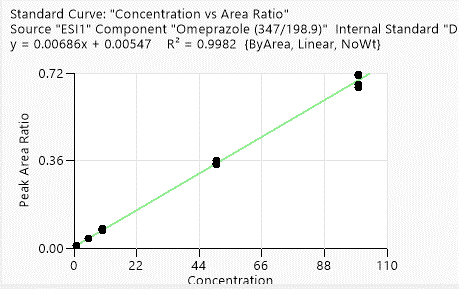 Standard Curve: "Concentration vs Area Ratio"
Source "ESI1" Component "Omeprazole (347/198.9)" Internal Standard "D
y = 0.00686x + 0.00547 R² = 0.9982 {ByArea, Linear, NoWt}
0.72
0.36
0.00
Peak Area Ratio
0 22 44 66 88 110
Concentration